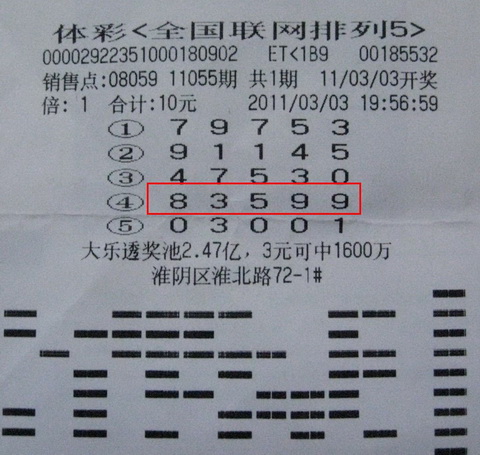 体彩<全国联网排列5>
00002922351000180902 ET<1B9 00185532
销售点:08059 11055期 共1期 11/03/03开奖
倍: 1 合计:10元 2011/03/03 19:56:59
① 7 9 7 5 3
② 9 1 1 4 5
③ 4 7 5 3 0
④ 8 3 5 9 9
⑤ 0 3 0 0 1
大乐透奖池2.47亿，3元可中1600万
淮阴区淮北路72-1#